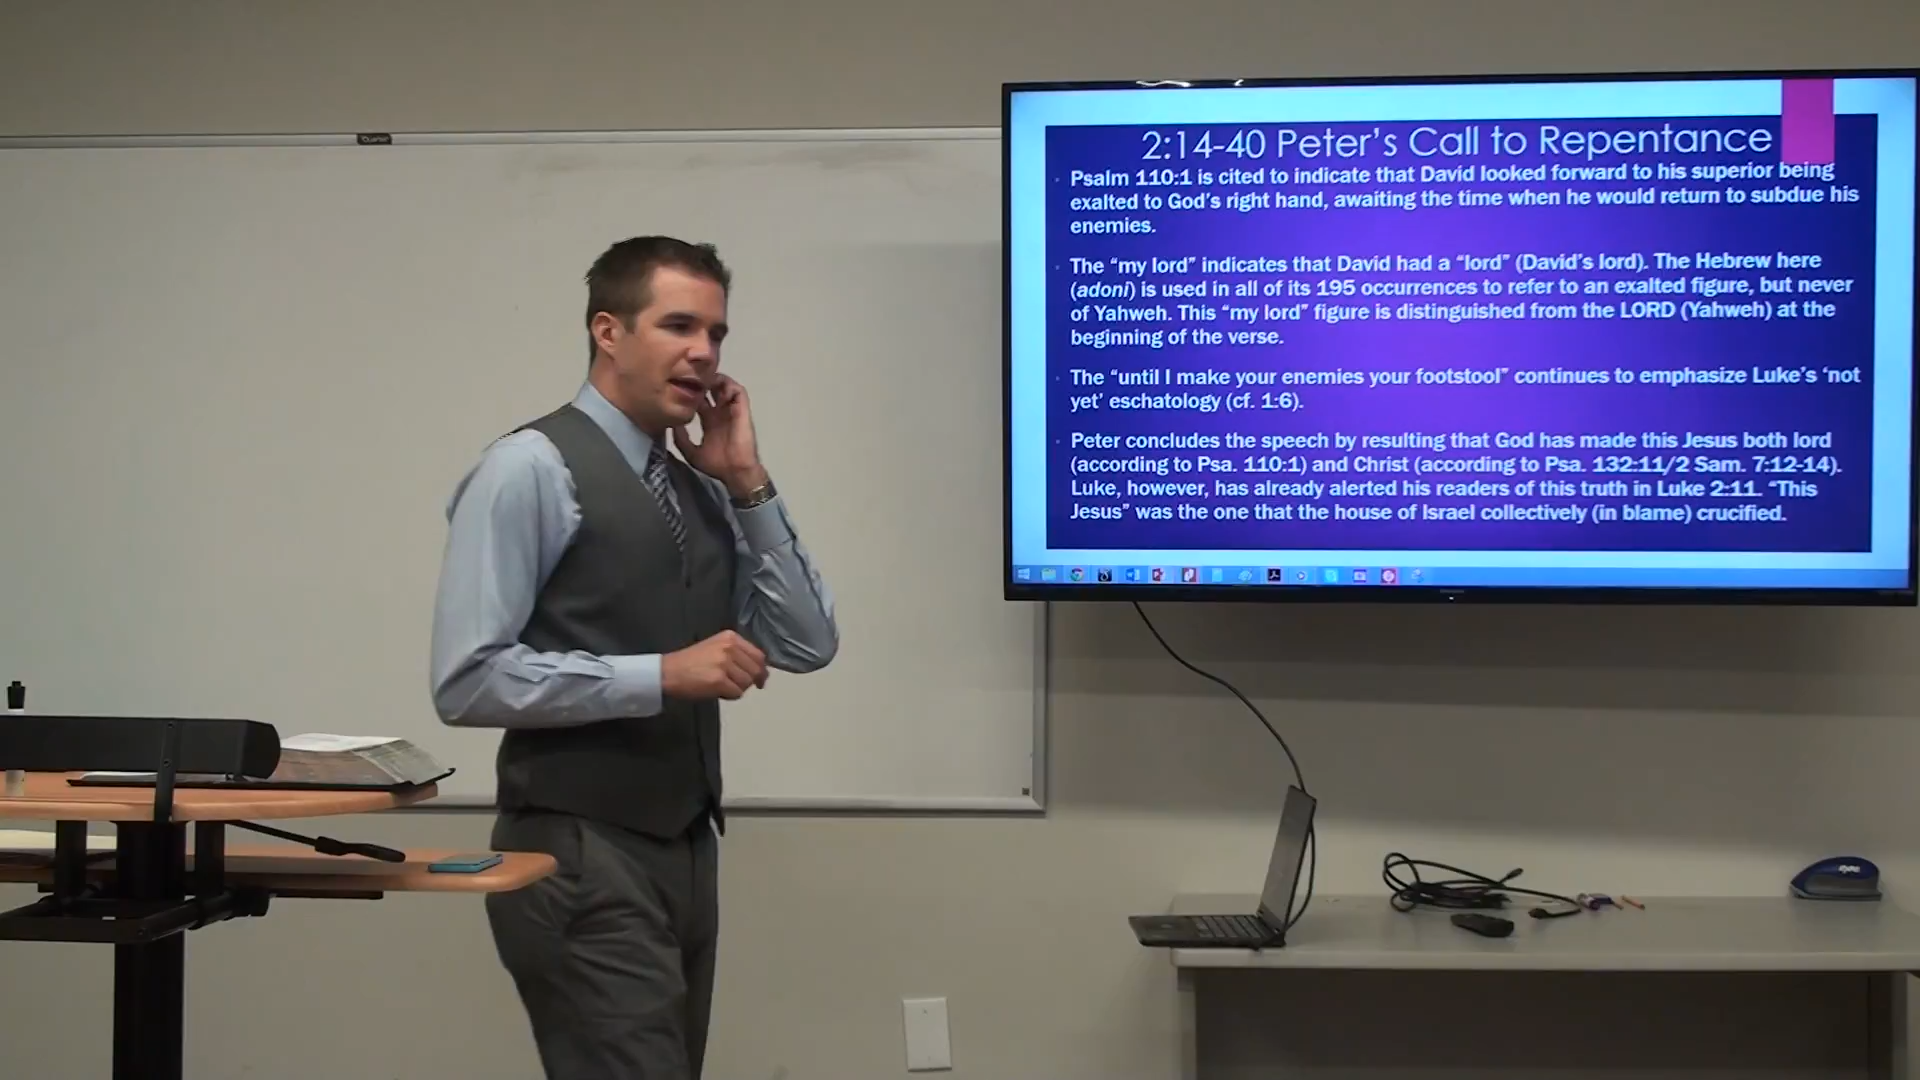 2:14-40 Peter's Call to Repentance
Psalm 110:1 is cited to indicate that David looked forward to his superior being
exalted to God's right hand, awaiting the time when he would return to subdue his
enemies.
The “my lord” indicates that David had a “lord” (David's lord). The Hebrew here
(adoni) is used in all of its 195 occurrences to refer to an exalted figure, but never
of Yahweh. This “my lord” figure is distinguished from the LORD (Yahweh) at the
beginning of the verse.
The “until I make your enemies your footstool” continues to emphasize Luke's ‘not
yet’ eschatology (cf. 1:6).
Peter concludes the speech by resulting that God has made this Jesus both lord
(according to Psa. 110:1) and Christ (according to Psa. 132:11/2 Sam. 7:12-14).
Luke, however, has already alerted his readers of this truth in Luke 2:11. “This
Jesus” was the one that the house of Israel collectively (in blame) crucified.